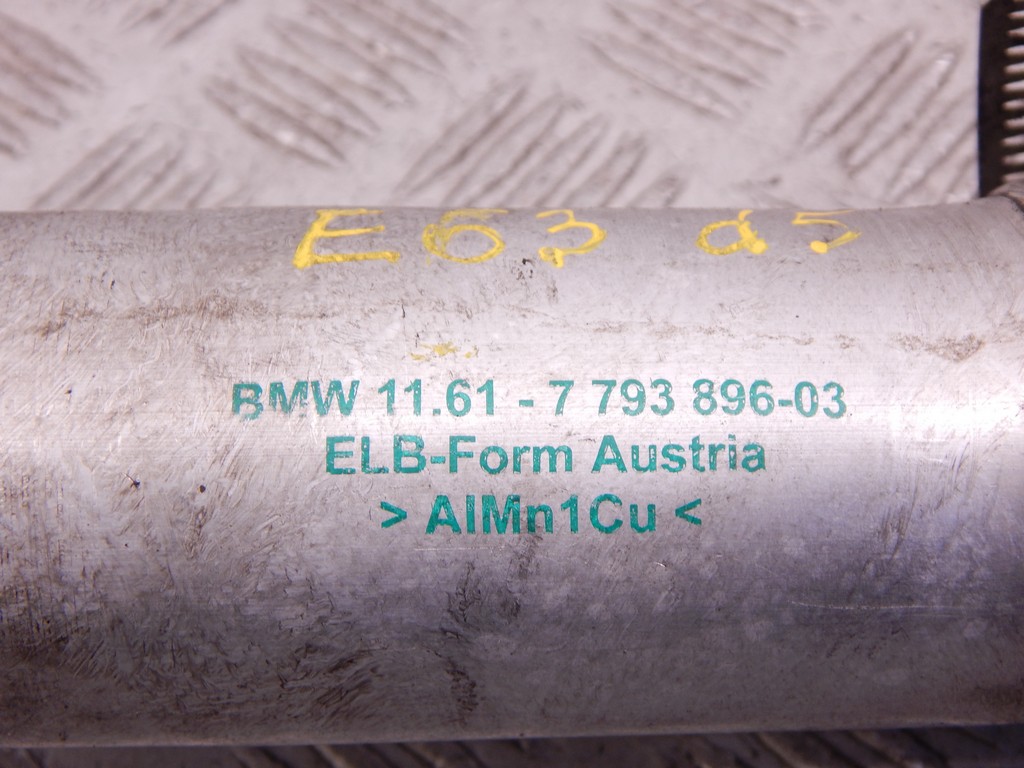 E63 d5
BMW 11.61 - 7 793 896-03
ELB-Form Austria
> AlMn1Cu <